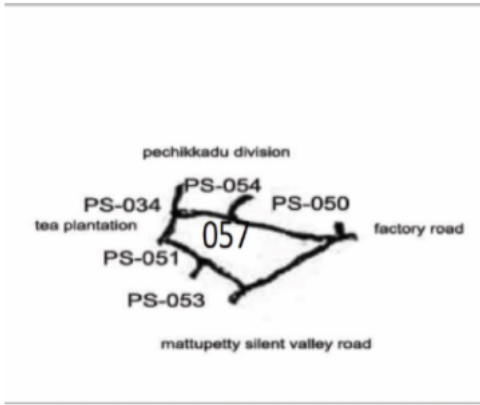 pechikkadu division
PS-054
PS-034
PS-050
tea plantation
057
factory road
PS-051
PS-053
mattupetty silent valley road